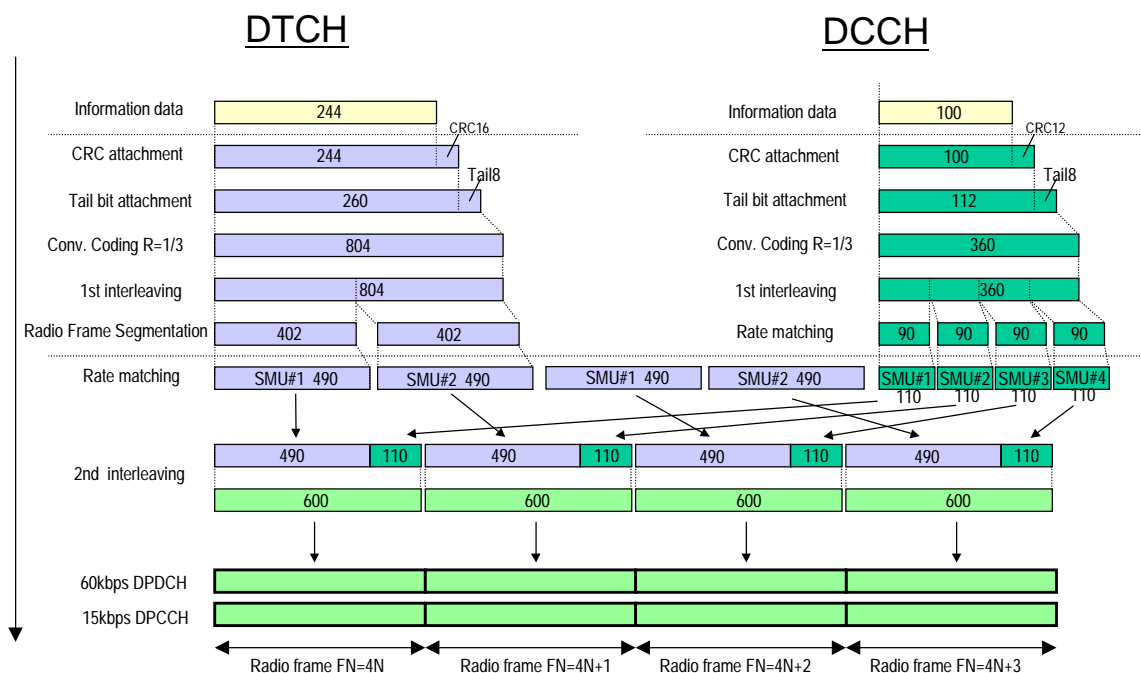 DTCH DCCH
Information data 244 Information data 100
CRC16 CRC12
CRC attachment 244 CRC attachment 100
Tail8 Tail8
Tail bit attachment 260 Tail bit attachment 112
Conv. Coding R=1/3 804 Conv. Coding R=1/3 360
1st interleaving 804 1st interleaving 360
Radio Frame Segmentation 402 402 Rate matching 90 90 90 90
Rate matching SMU#1 490 SMU#2 490 SMU#1 490 SMU#2 490 SMU#1 SMU#2 SMU#3 SMU#4
110 110 110 110
490 110 490 110 490 110 490 110
2nd interleaving
600 600 600 600
60kbps DPDCH
15kbps DPCCH
Radio frame FN=4N Radio frame FN=4N+1 Radio frame FN=4N+2 Radio frame FN=4N+3